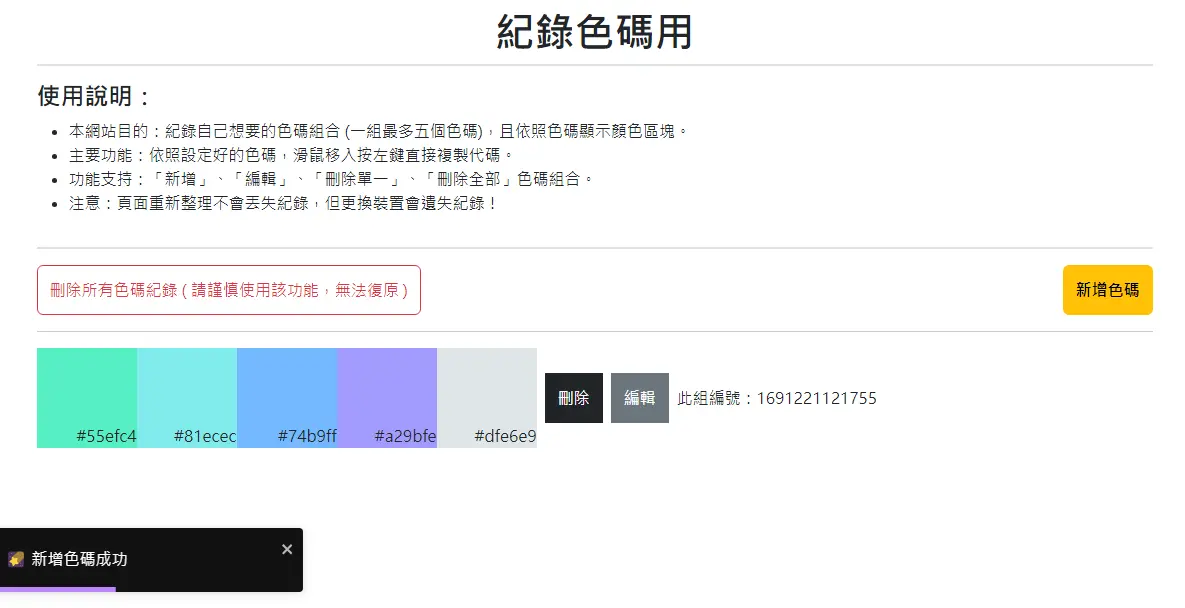 紀錄色碼用
使用說明：
本網站目的：紀錄自己想要的色碼組合 (一組最多五個色碼)，且依照色碼顯示顏色區塊。
主要功能：依照設定好的色碼，滑鼠移入按左鍵直接複製代碼。
功能支持：「新增」、「編輯」、「刪除單一」、「刪除全部」色碼組合。
注意：頁面重新整理不會丟失紀錄，但更換裝置會遺失紀錄！
刪除所有色碼紀錄 ( 請謹慎使用該功能，無法復原 )
新增色碼
#55efc4 #81ecec #74b9ff #a29bfe #dfe6e9 刪除 編輯 此組編號：1691221121755
新增色碼成功